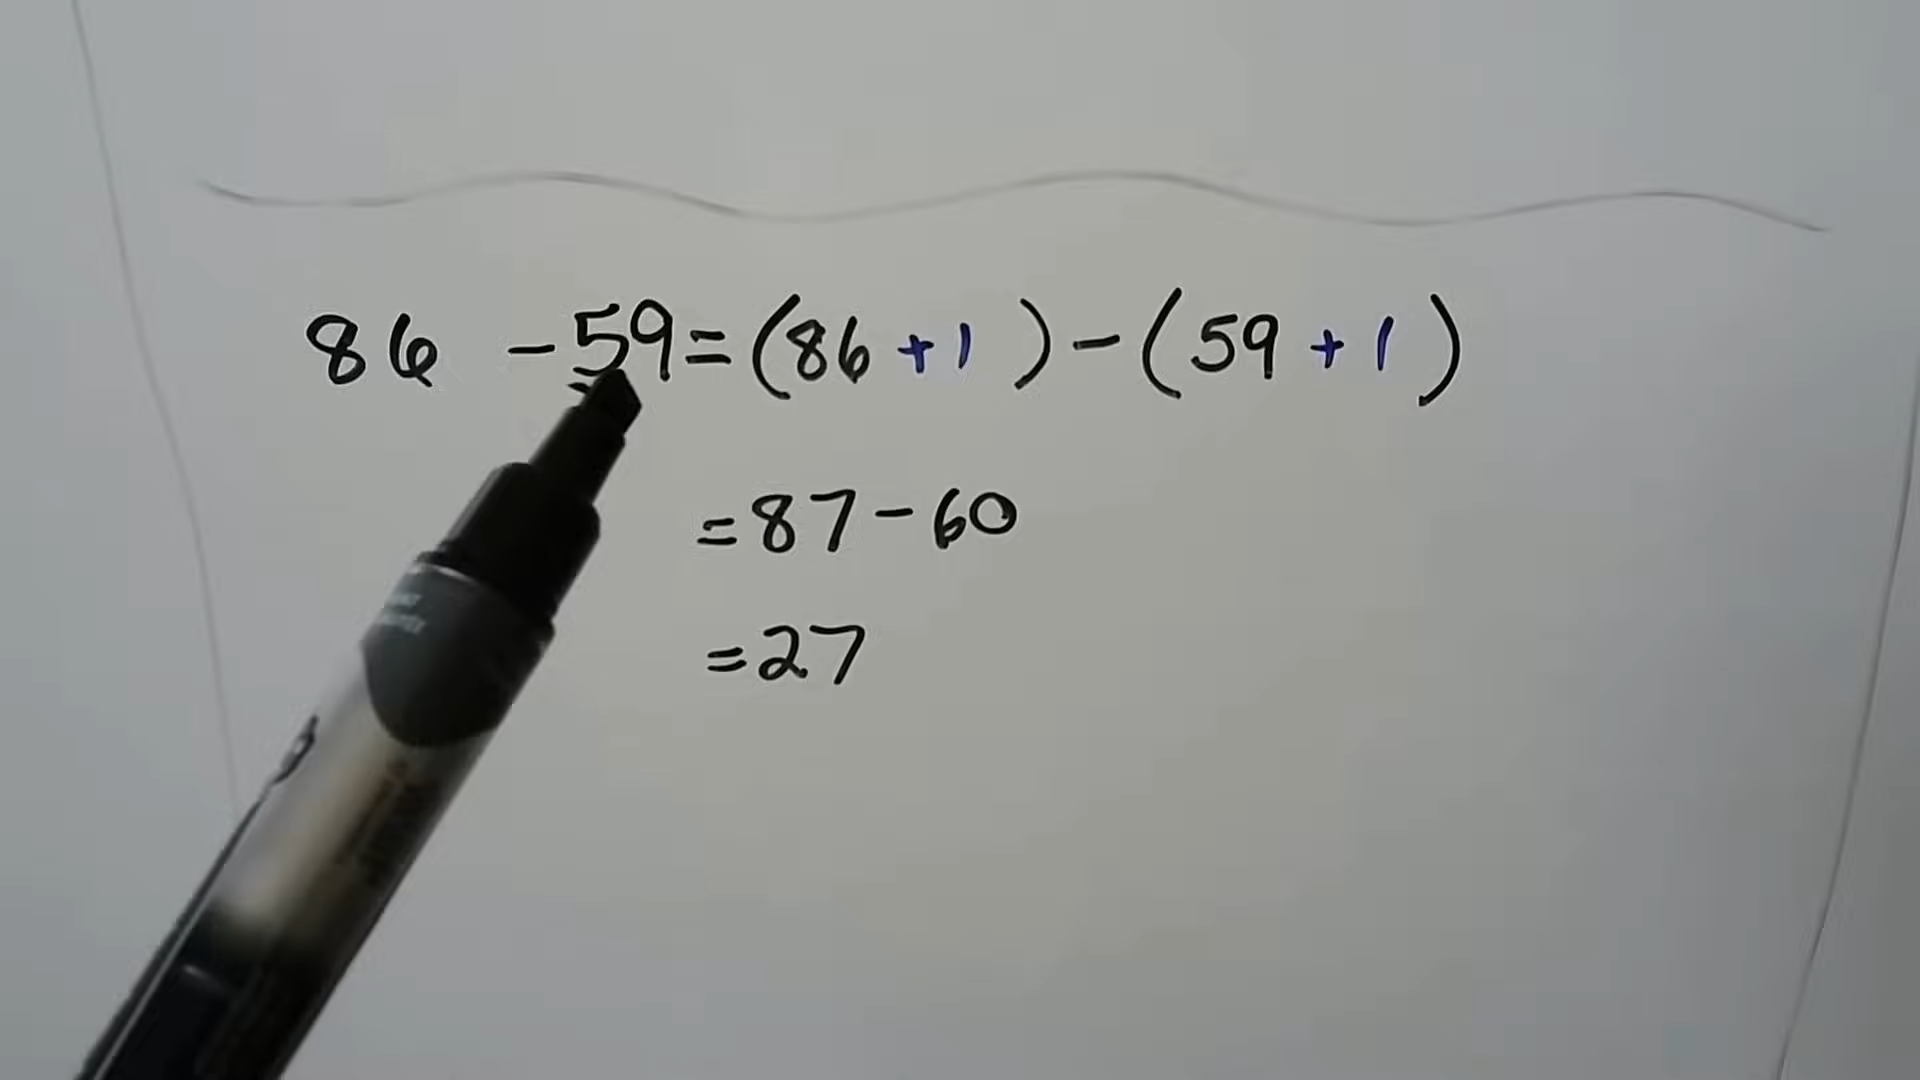 86 - 59 = (86 + 1) - (59 + 1)
= 87 - 60
= 27